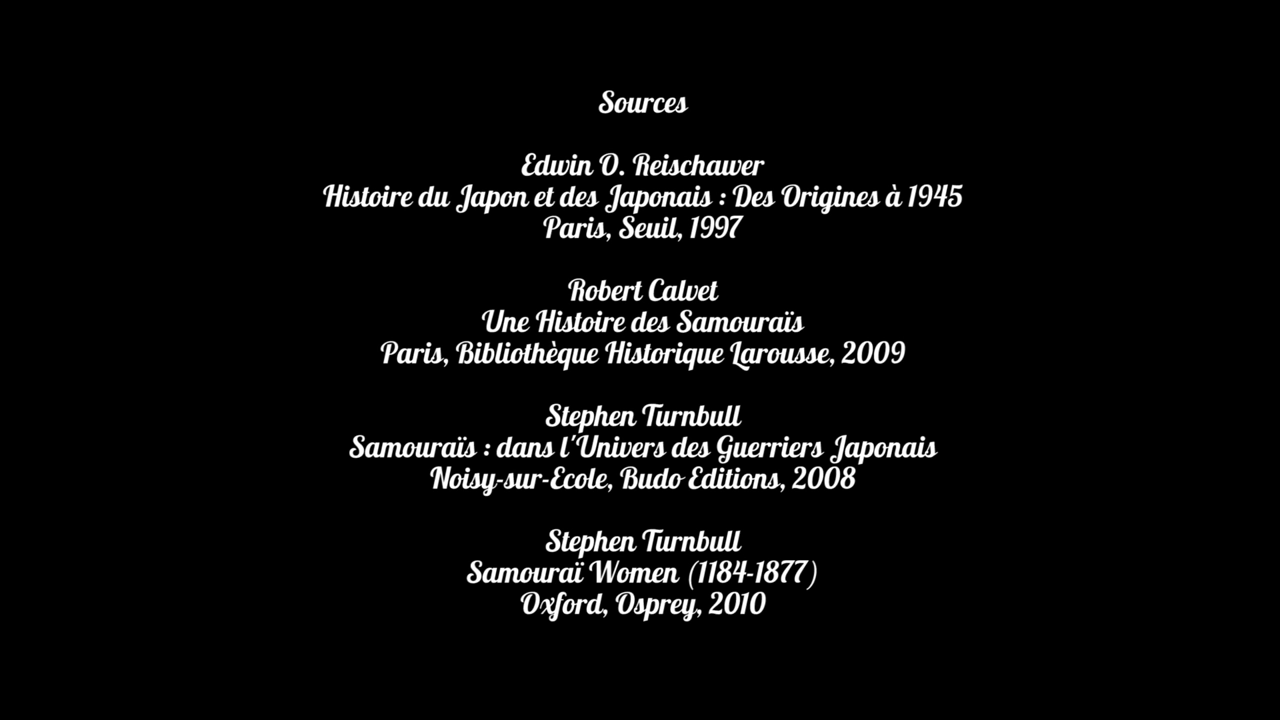 Sources
Edwin O. Reischawer
Histoire du Japon et des Japonais : Des Origines à 1945
Paris, Seuil, 1997
Robert Calvet
Une Histoire des Samouraïs
Paris, Bibliothèque Historique Larousse, 2009
Stephen Turnbull
Samouraïs : dans l'Univers des Guerriers Japonais
Noisy-sur-Ecole, Budo Editions, 2008
Stephen Turnbull
Samouraï Women (1184-1877)
Oxford, Osprey, 2010